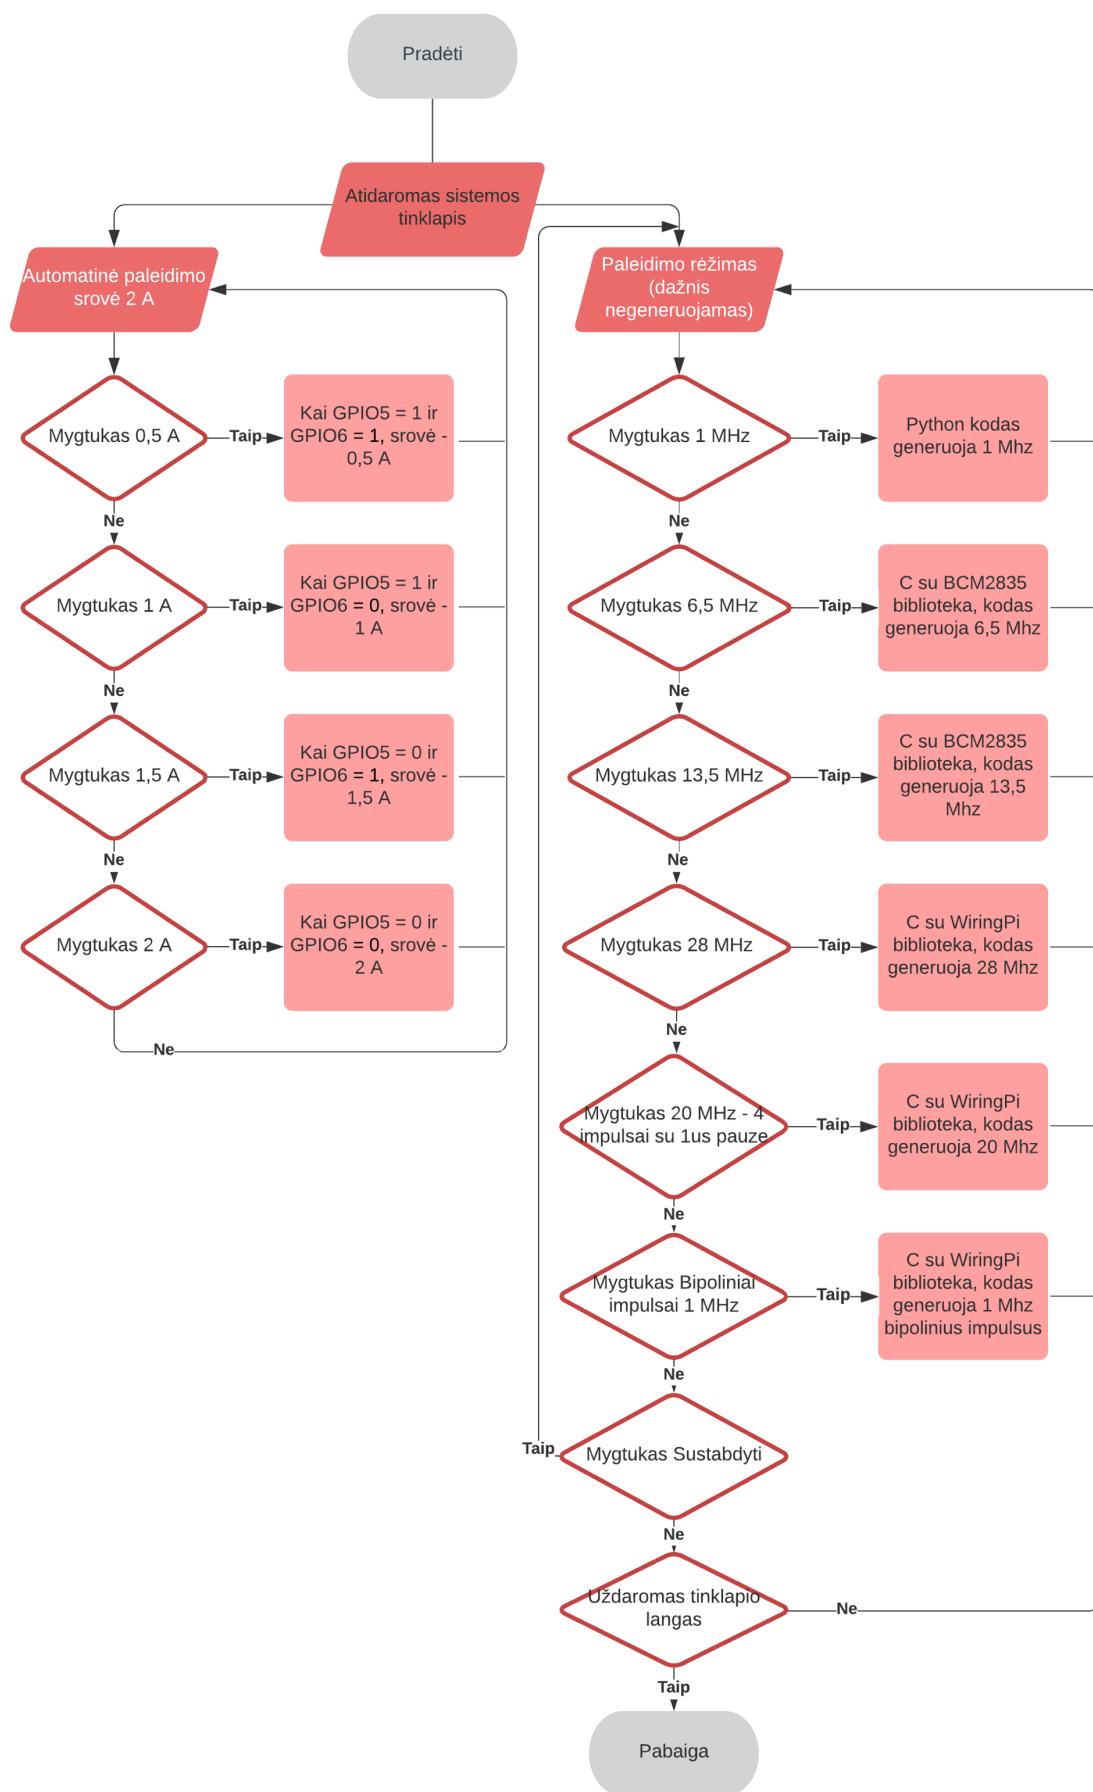 Pradėti
Atidaromas sistemos
tinklapis
Automatinė paleidimo
srovė 2 A
Mygtukas 0,5 A
Taip
Kai GPIO5 = 1 ir
GPIO6 = 1, srovė -
0,5 A
Ne
Mygtukas 1 A
Taip
Kai GPIO5 = 1 ir
GPIO6 = 0, srovė -
1 A
Ne
Mygtukas 1,5 A
Taip
Kai GPIO5 = 0 ir
GPIO6 = 1, srovė -
1,5 A
Ne
Mygtukas 2 A
Taip
Kai GPIO5 = 0 ir
GPIO6 = 0, srovė -
2 A
Ne
Paleidimo rėžimas
(dažnis
negeneruojamas)
Mygtukas 1 MHz
Taip
Python kodas
generuoja 1 Mhz
Ne
Mygtukas 6,5 MHz
Taip
C su BCM2835
biblioteka, kodas
generuoja 6,5 Mhz
Ne
Mygtukas 13,5 MHz
Taip
C su BCM2835
biblioteka, kodas
generuoja 13,5
Mhz
Ne
Mygtukas 28 MHz
Taip
C su WiringPi
biblioteka, kodas
generuoja 28 Mhz
Ne
Mygtukas 20 MHz - 4
impulsai su 1us pauze
Taip
C su WiringPi
biblioteka, kodas
generuoja 20 Mhz
Ne
Mygtukas Bipoliniai
impulsai 1 MHz
Taip
C su WiringPi
biblioteka, kodas
generuoja 1 Mhz
bipolinius impulsus
Ne
Mygtukas Sustabdyti
Taip
Ne
Uždaromas tinklapio
langas
Ne
Taip
Pabaiga